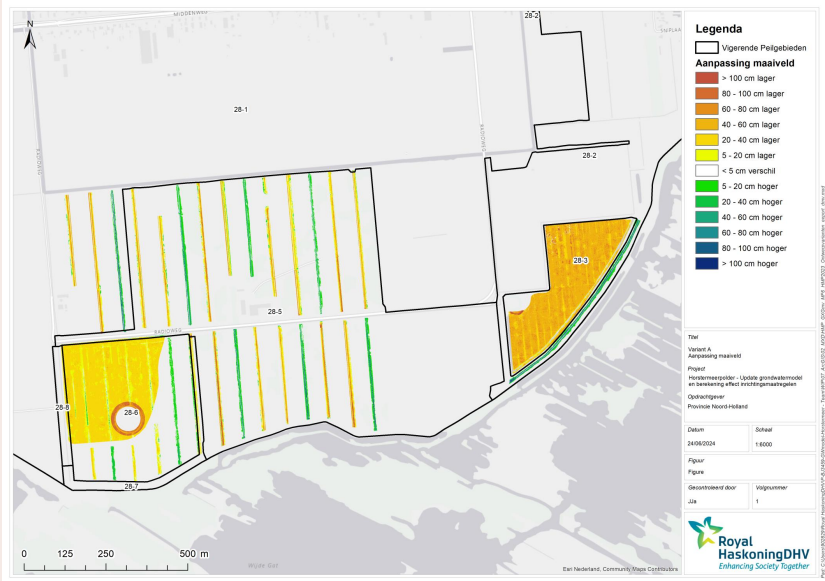 N
MIDDENWEG
28-2
28-1
RADIOWEG
28-2
28-3
28-5
RADIOWEG
28-8
28-6
28-7
0 125 250 500 m
Wijde Gat
Esri Nederland, Community Maps Contributors
Legenda
Vigerende Peilgebieden
Aanpassing maaiveld
> 100 cm lager
80 - 100 cm lager
60 - 80 cm lager
40 - 60 cm lager
20 - 40 cm lager
5 - 20 cm lager
< 5 cm verschil
5 - 20 cm hoger
20 - 40 cm hoger
40 - 60 cm hoger
60 - 80 cm hoger
80 - 100 cm hoger
> 100 cm hoger
Titel
Variant A
Aanpassing maaiveld
Project
Horstermeerpolder - Update grondwatermodel
en berekening effect inrichtingsmaatregelen
Opdrachtgever
Provincie Noord-Holland
Datum Schaal
24/06/2024 1:6000
Figuur
Figure
Gecontroleerd door Volgnummer
JJa 1
Royal
HaskoningDHV
Enhancing Society Together